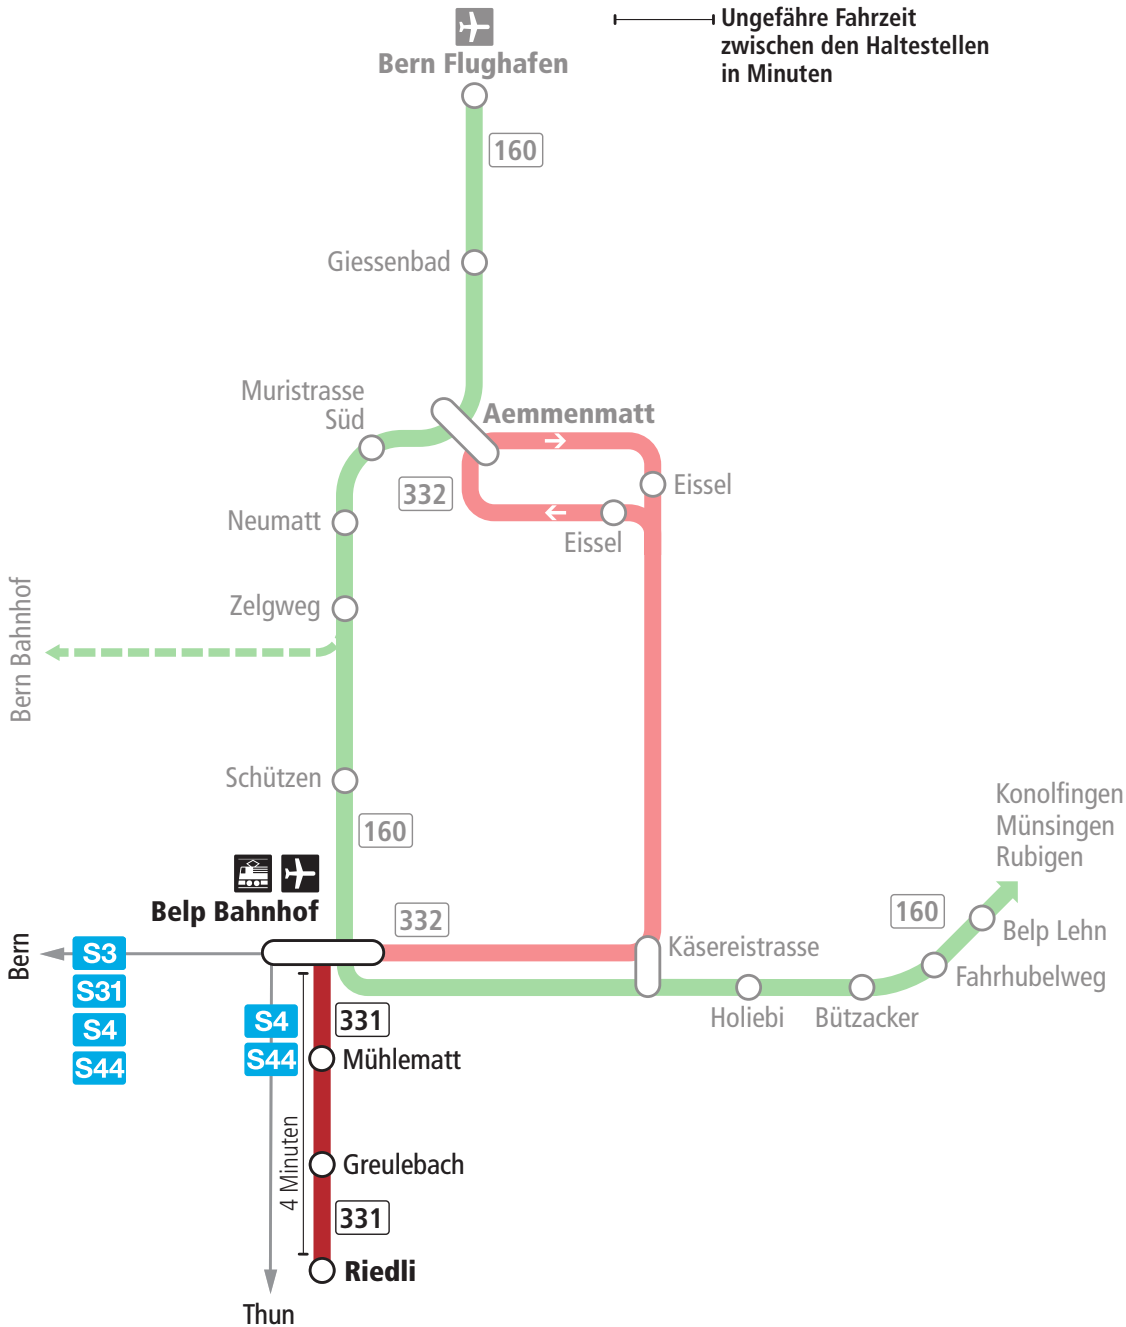 Ungefähre Fahrzeit
zwischen den Haltestellen
in Minuten
Bern Flughafen
160
Giessenbad
Muristrasse
Süd
Aemmenmatt
332
Eissel
Eissel
Neumatt
Zelgweg
Bern Bahnhof
Schützen
160
Konolfingen
Münsingen
Rubigen
Belp Bahnhof
332
160
Belp Lehn
Käsereistrasse
Fahrhubelweg
Holiebi
Bützacker
Bern
S3
S31
S4
S44
S4
S44
331
Mühlematt
4 Minuten
Greulebach
331
Riedli
Thun